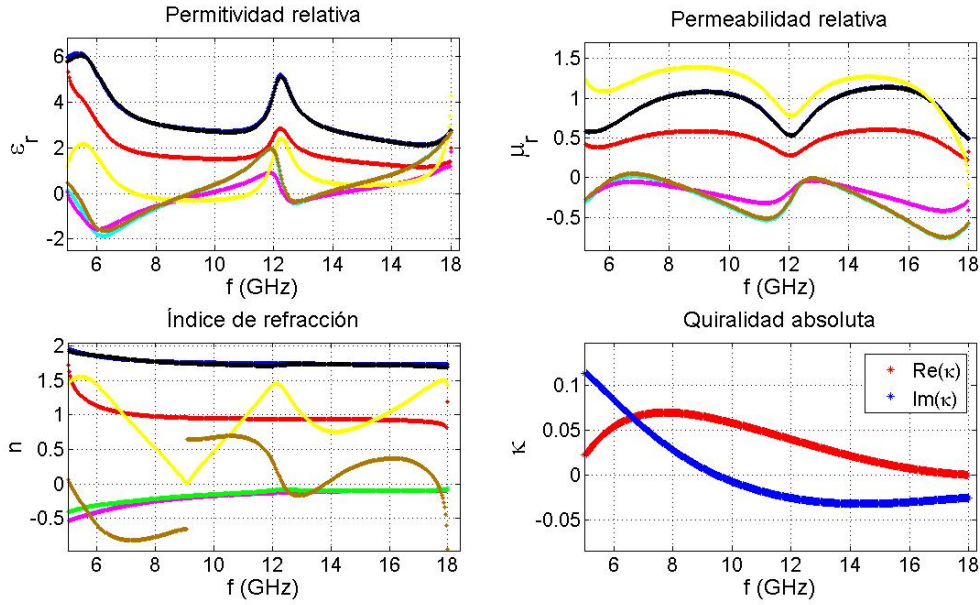 Permitividad relativa
6
4
2
0
-2
ε_r
6 8 10 12 14 16 18
f (GHz)
Permeabilidad relativa
1.5
1
0.5
0
-0.5
μ_r
6 8 10 12 14 16 18
f (GHz)
Índice de refracción
2
1.5
1
0.5
0
-0.5
n
6 8 10 12 14 16 18
f (GHz)
Quiralidad absoluta
0.1
0.05
0
-0.05
κ
Re(κ)
Im(κ)
6 8 10 12 14 16 18
f (GHz)